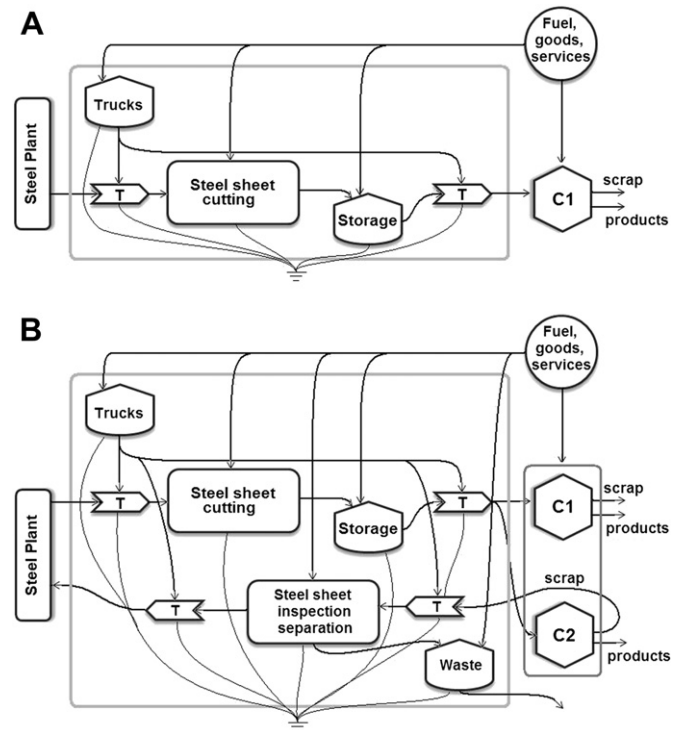 A
Fuel,
goods,
services
Trucks
Steel Plant
T
Steel sheet
cutting
Storage
T
C1
scrap
products
B
Fuel,
goods,
services
Trucks
Steel Plant
T
Steel sheet
cutting
Storage
T
C1
scrap
products
T
Steel sheet
inspection
separation
T
scrap
C2
products
Waste